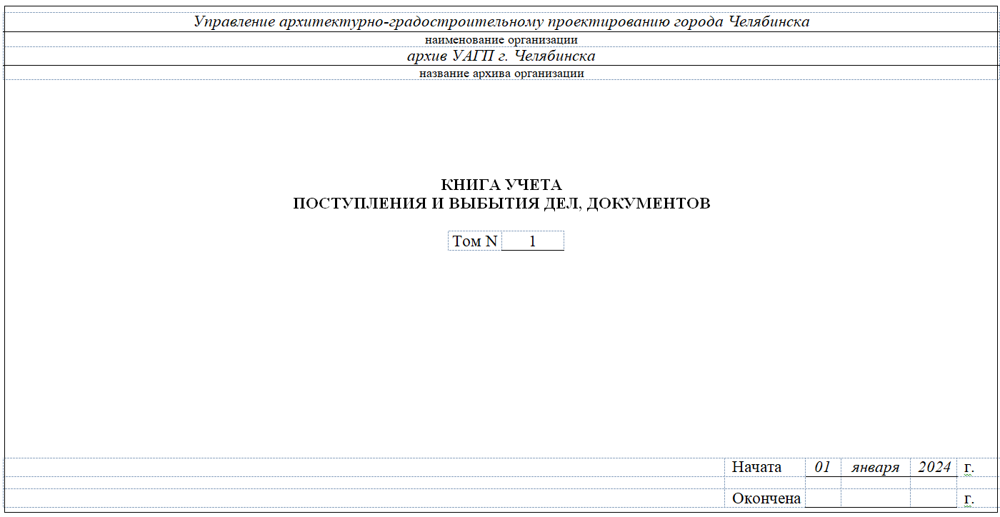 Управление архитектурно-градостроительному проектированию города Челябинска
наименование организации
архив УАГП г. Челябинска
название архива организации
КНИГА УЧЕТА
ПОСТУПЛЕНИЯ И ВЫБЫТИЯ ДЕЛ, ДОКУМЕНТОВ
Том N 1
Начата 01 января 2024 г.
Окончена г.